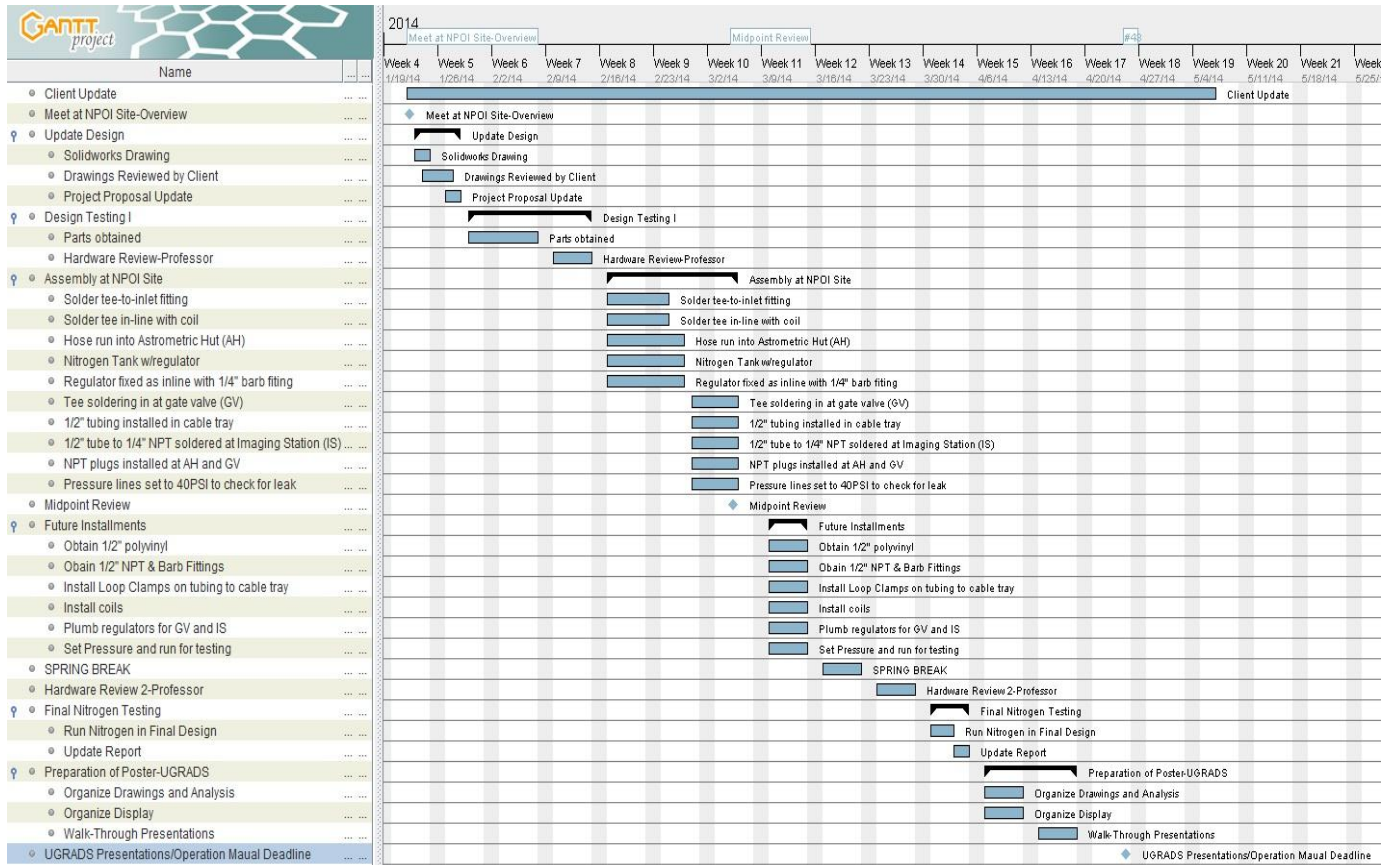 GANTT
project
2014
Meet at NPOI Site-Overview
Midpoint Review
#43
Name
... ...
Week 4 Week 5 Week 6 Week 7 Week 8 Week 9 Week 10 Week 11 Week 12 Week 13 Week 14 Week 15 Week 16 Week 17 Week 18 Week 19 Week 20 Week 21 Week
1/19/14 1/26/14 2/2/14 2/9/14 2/16/14 2/23/14 3/2/14 3/9/14 3/16/14 3/23/14 3/30/14 4/6/14 4/13/14 4/20/14 4/27/14 5/4/14 5/11/14 5/18/14 5/25/
Client Update ... ... Client Update
Meet at NPOI Site-Overview ... ... Meet at NPOI Site-Overview
Update Design ... ... Update Design
Solidworks Drawing ... ... Solidworks Drawing
Drawings Reviewed by Client ... ... Drawings Reviewed by Client
Project Proposal Update ... ... Project Proposal Update
Design Testing I ... ... Design Testing I
Parts obtained ... ... Parts obtained
Hardware Review-Professor ... ... Hardware Review-Professor
Assembly at NPOI Site ... ... Assembly at NPOI Site
Solder tee-to-inlet fitting ... ... Solder tee-to-inlet fitting
Solder tee in-line with coil ... ... Solder tee in-line with coil
Hose run into Astrometric Hut (AH) ... ... Hose run into Astrometric Hut (AH)
Nitrogen Tank w/regulator ... ... Nitrogen Tank w/regulator
Regulator fixed as inline with 1/4" barb fiting ... ... Regulator fixed as inline with 1/4" barb fiting
Tee soldering in at gate valve (GV) ... ... Tee soldering in at gate valve (GV)
1/2" tubing installed in cable tray ... ... 1/2" tubing installed in cable tray
1/2" tube to 1/4" NPT soldered at Imaging Station (IS) ... ... 1/2" tube to 1/4" NPT soldered at Imaging Station (IS)
NPT plugs installed at AH and GV ... ... NPT plugs installed at AH and GV
Pressure lines set to 40PSI to check for leak ... ... Pressure lines set to 40PSI to check for leak
Midpoint Review ... ... Midpoint Review
Future Installments ... ... Future Installments
Obtain 1/2" polyvinyl ... ... Obtain 1/2" polyvinyl
Obain 1/2" NPT & Barb Fittings ... ... Obain 1/2" NPT & Barb Fittings
Install Loop Clamps on tubing to cable tray ... ... Install Loop Clamps on tubing to cable tray
Install coils ... ... Install coils
Plumb regulators for GV and IS ... ... Plumb regulators for GV and IS
Set Pressure and run for testing ... ... Set Pressure and run for testing
SPRING BREAK ... ... SPRING BREAK
Hardware Review 2-Professor ... ... Hardware Review 2-Professor
Final Nitrogen Testing ... ... Final Nitrogen Testing
Run Nitrogen in Final Design ... ... Run Nitrogen in Final Design
Update Report ... ... Update Report
Preparation of Poster-UGRADS ... ... Preparation of Poster-UGRADS
Organize Drawings and Analysis ... ... Organize Drawings and Analysis
Organize Display ... ... Organize Display
Walk-Through Presentations ... ... Walk-Through Presentations
UGRADS Presentations/Operation Maual Deadline ... ... UGRADS Presentations/Operation Maual Deadline